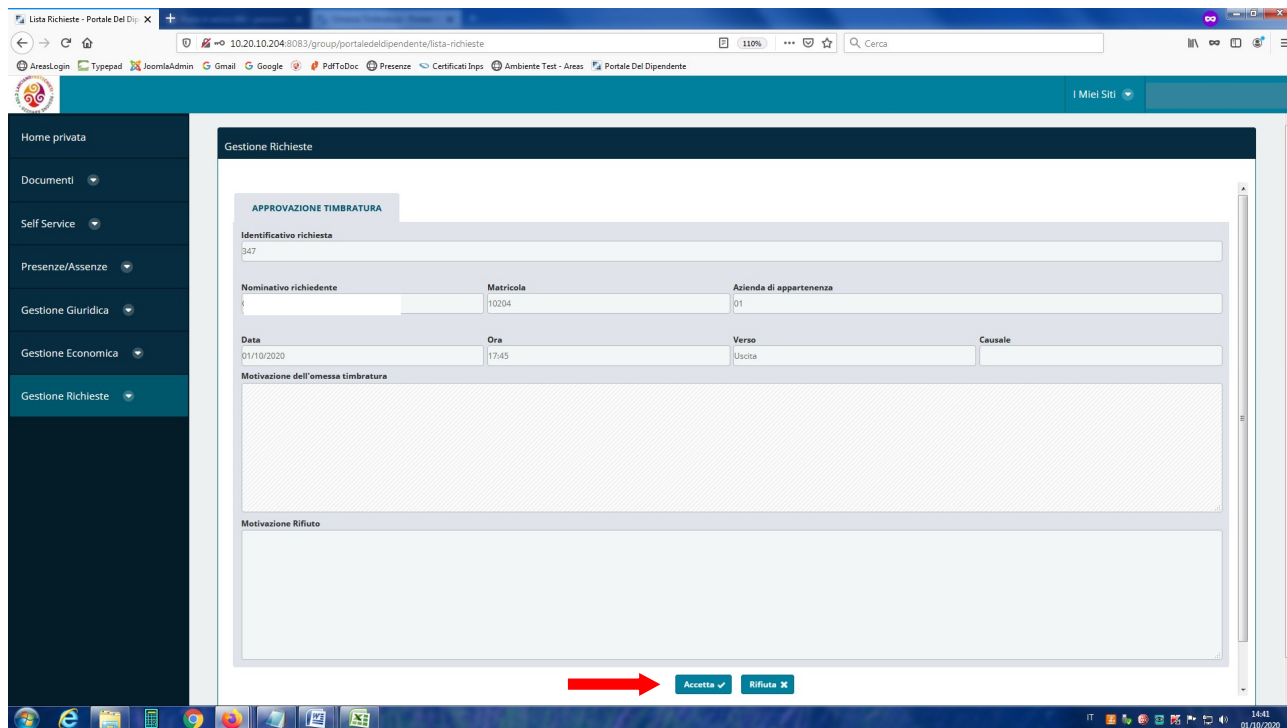 Lista Richieste - Portale Del Dip
10.20.10.204:8083/group/portaledeldipendente/lista-richieste
110%
Cerca
AreasLogin Typepad JoomlaAdmin Gmail Google PdfToDoc Presenze Certificati Inps Ambiente Test - Areas Portale Del Dipendente
I Miei Siti
Home privata
Documenti
Self Service
Presenze/Assenze
Gestione Giuridica
Gestione Economica
Gestione Richieste
Gestione Richieste
APPROVAZIONE TIMBRATURA
Identificativo richiesta
347
Nominativo richiedente Matricola Azienda di appartenenza
10204 01
Data Ora Verso Causale
01/10/2020 17:45 Uscita
Motivazione dell'omessa timbratura
Motivazione Rifiuto
Accetta Rifiuta
IT 14:41
01/10/2020